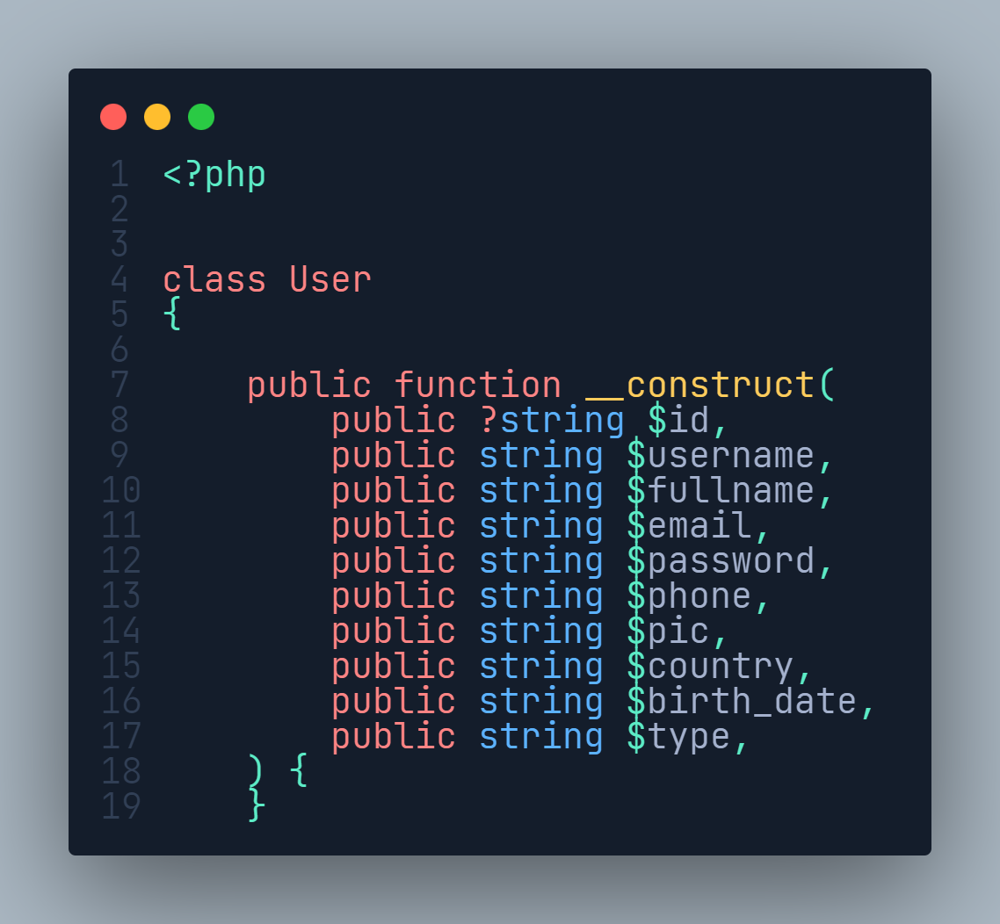 1 <?php
2
3
4 class User
5 {
6
7     public function __construct(
8         public ?string $id,
9         public string $username,
10         public string $fullname,
11         public string $email,
12         public string $password,
13         public string $phone,
14         public string $pic,
15         public string $country,
16         public string $birth_date,
17         public string $type,
18     ) {
19     }